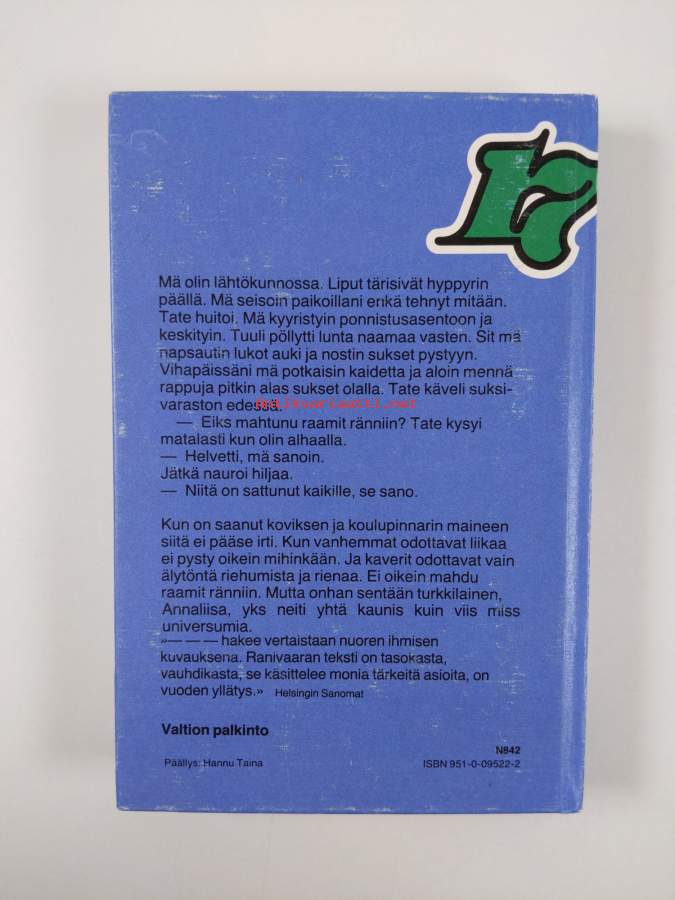 17
Mä olin lähtökunnossa. Liput tärisivät hyppyrin
päällä. Mä seisoin paikoillani enkä tehnyt mitään.
Tate huitoi. Mä kyyristyin ponnistusasentoon ja
keskityin. Tuuli pöllytti lunta naamaa vasten. Sit mä
napsautin lukot auki ja nostin sukset pystyyn.
Vihapäissäni mä potkaisin kaidetta ja aloin mennä
rappuja pitkin alas sukset olalla. Tate käveli suksi-
varaston edessä.
— Eiks mahtunu raamit ränniin? Tate kysyi
matalasti kun olin alhaalla.
— Helvetti, mä sanoin.
Jätkä nauroi hiljaa.
— Niitä on sattunut kaikille, se sano.
Kun on saanut koviksen ja koulupinnarin maineen
siitä ei pääse irti. Kun vanhemmat odottavat liikaa
ei pysty oikein mihinkään. Ja kaverit odottavat vain
älytöntä riehumista ja rienaa. Ei oikein mahdu
raamit ränniin. Mutta onhan sentään turkkilainen,
Annaliisa, yks neiti yhtä kaunis kuin viis miss
universumia.
»— — — hakee vertaistaan nuoren ihmisen
kuvauksena. Ranivaaran teksti on tasokasta,
vauhdikasta, se käsittelee monia tärkeitä asioita, on
vuoden yllätys.» Helsingin Sanomat
Valtion palkinto
N842
Päällys: Hannu Taina
ISBN 951-0-09522-2